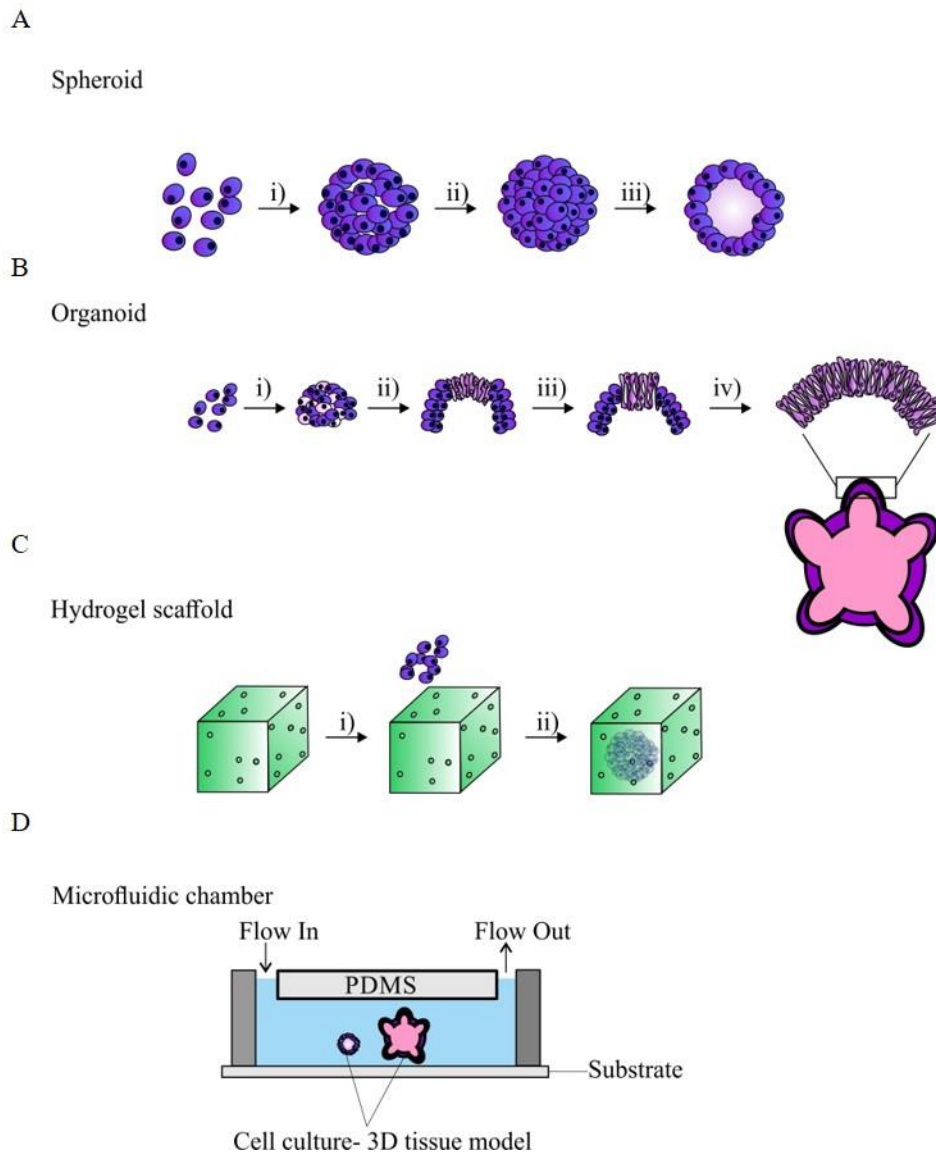 A
Spheroid
i) ii) iii)
B
Organoid
i) ii) iii) iv)
C
Hydrogel scaffold
i) ii)
D
Microfluidic chamber
Flow In Flow Out
PDMS
Substrate
Cell culture- 3D tissue model